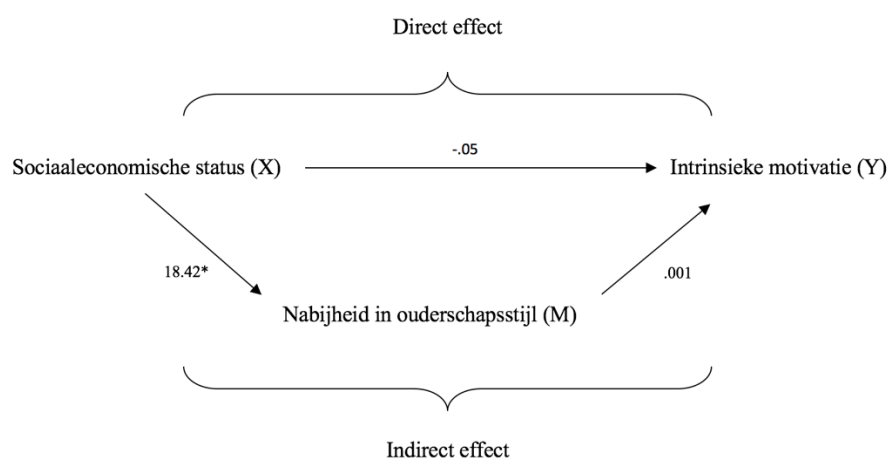 Direct effect
-.05
Sociaaleconomische status (X)
Intrinsieke motivatie (Y)
18.42*
.001
Nabijheid in ouderschapsstijl (M)
Indirect effect